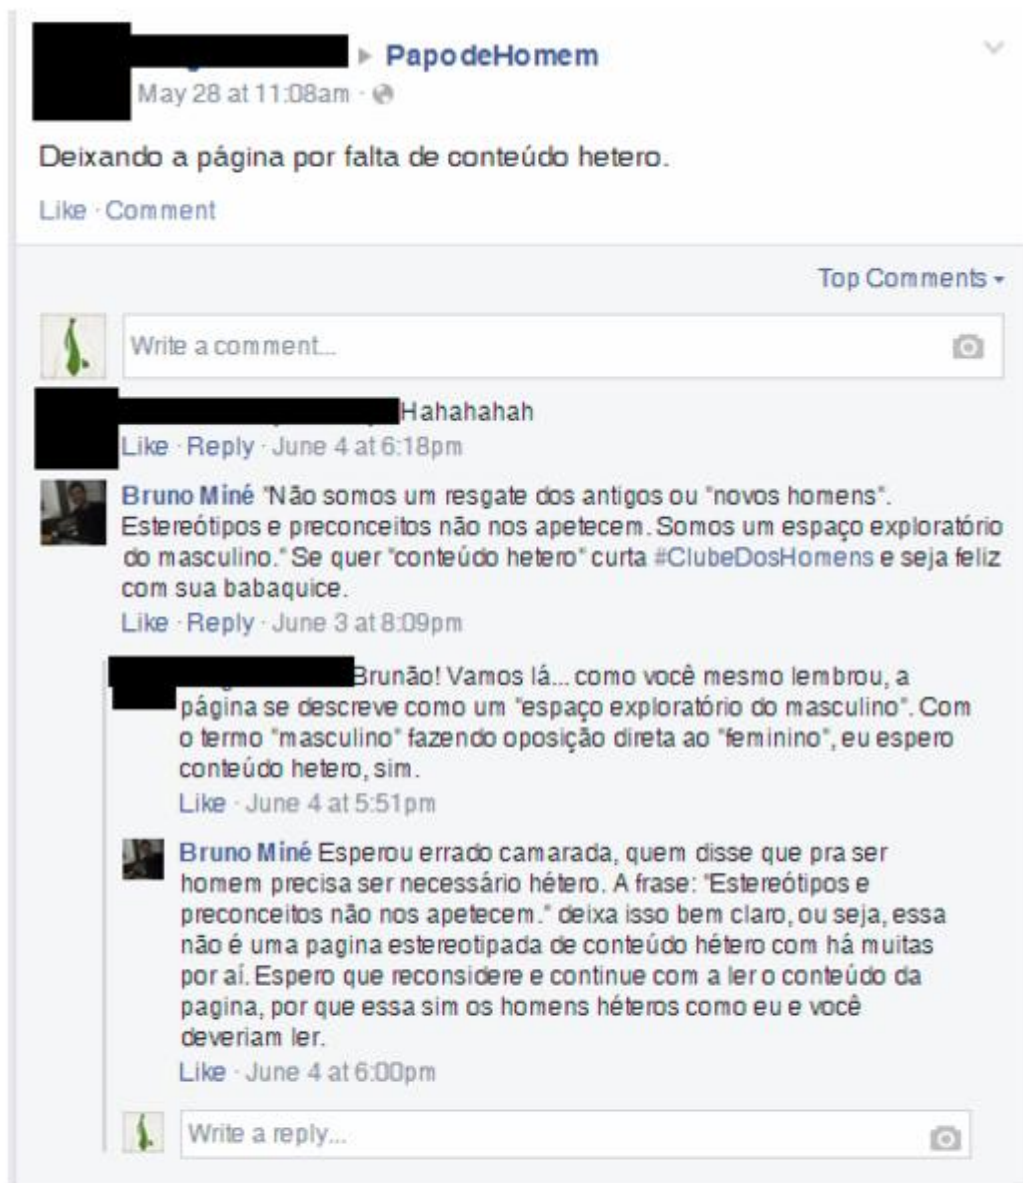 PapodeHomem
May 28 at 11:08am ·
Deixando a página por falta de conteúdo hetero.
Like · Comment
Top Comments
Write a comment...
Hahahahah
Like · Reply · June 4 at 6:18pm
Bruno Miné "Não somos um resgate dos antigos ou "novos homens".
Estereótipos e preconceitos não nos apetecem. Somos um espaço exploratório
do masculino." Se quer "conteúdo hetero" curta #ClubeDosHomens e seja feliz
com sua babaquice.
Like · Reply · June 3 at 8:09pm
Brunão! Vamos lá... como você mesmo lembrou, a
página se descreve como um "espaço exploratório do masculino". Com
o termo "masculino" fazendo oposição direta ao "feminino", eu espero
conteúdo hetero, sim.
Like · June 4 at 5:51pm
Bruno Miné Esperou errado camarada, quem disse que pra ser
homem precisa ser necessário hétero. A frase: "Estereótipos e
preconceitos não nos apetecem." deixa isso bem claro, ou seja, essa
não é uma pagina estereotipada de conteúdo hétero com há muitas
por aí. Espero que reconsidere e continue com a ler o conteúdo da
pagina, por que essa sim os homens héteros como eu e você
deveriam ler.
Like · June 4 at 6:00pm
Write a reply...